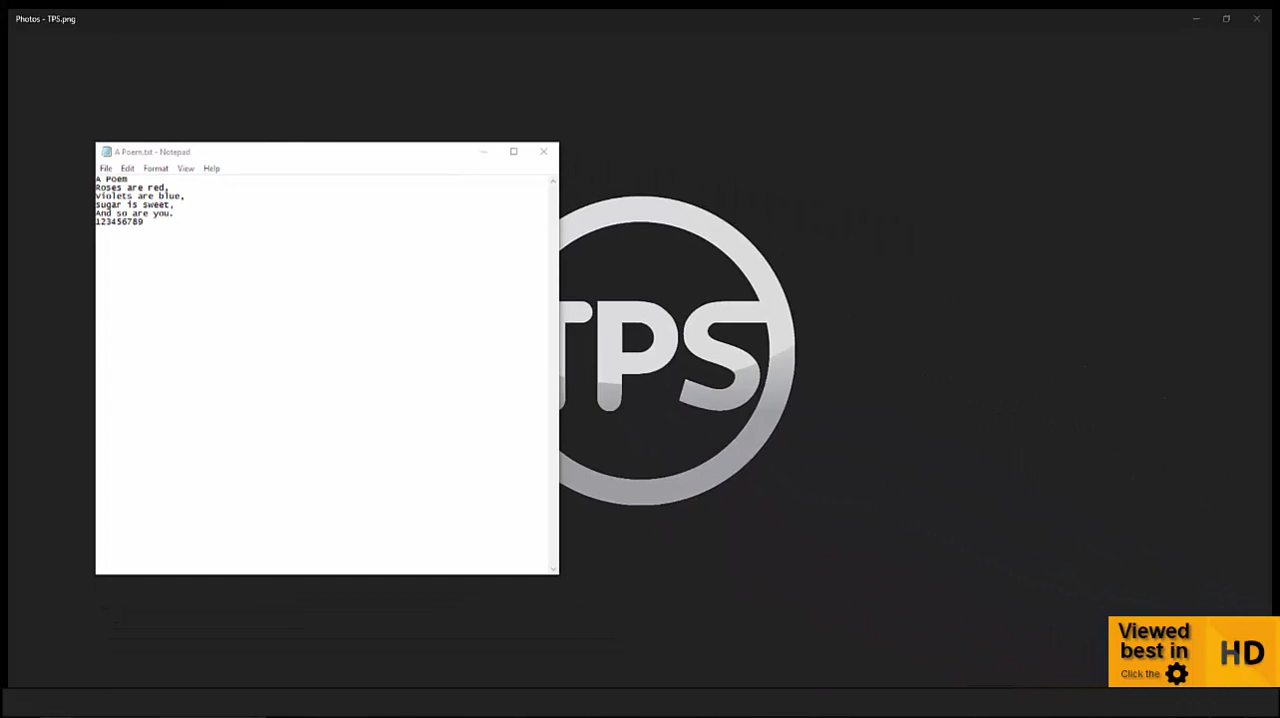 Photos - TPS.png
A Poem.txt - Notepad
File Edit Format View Help
A Poem
Roses are red,
Violets are blue,
sugar is sweet,
And so are you.
123456789
TPS
Viewed
best in
HD
Click the